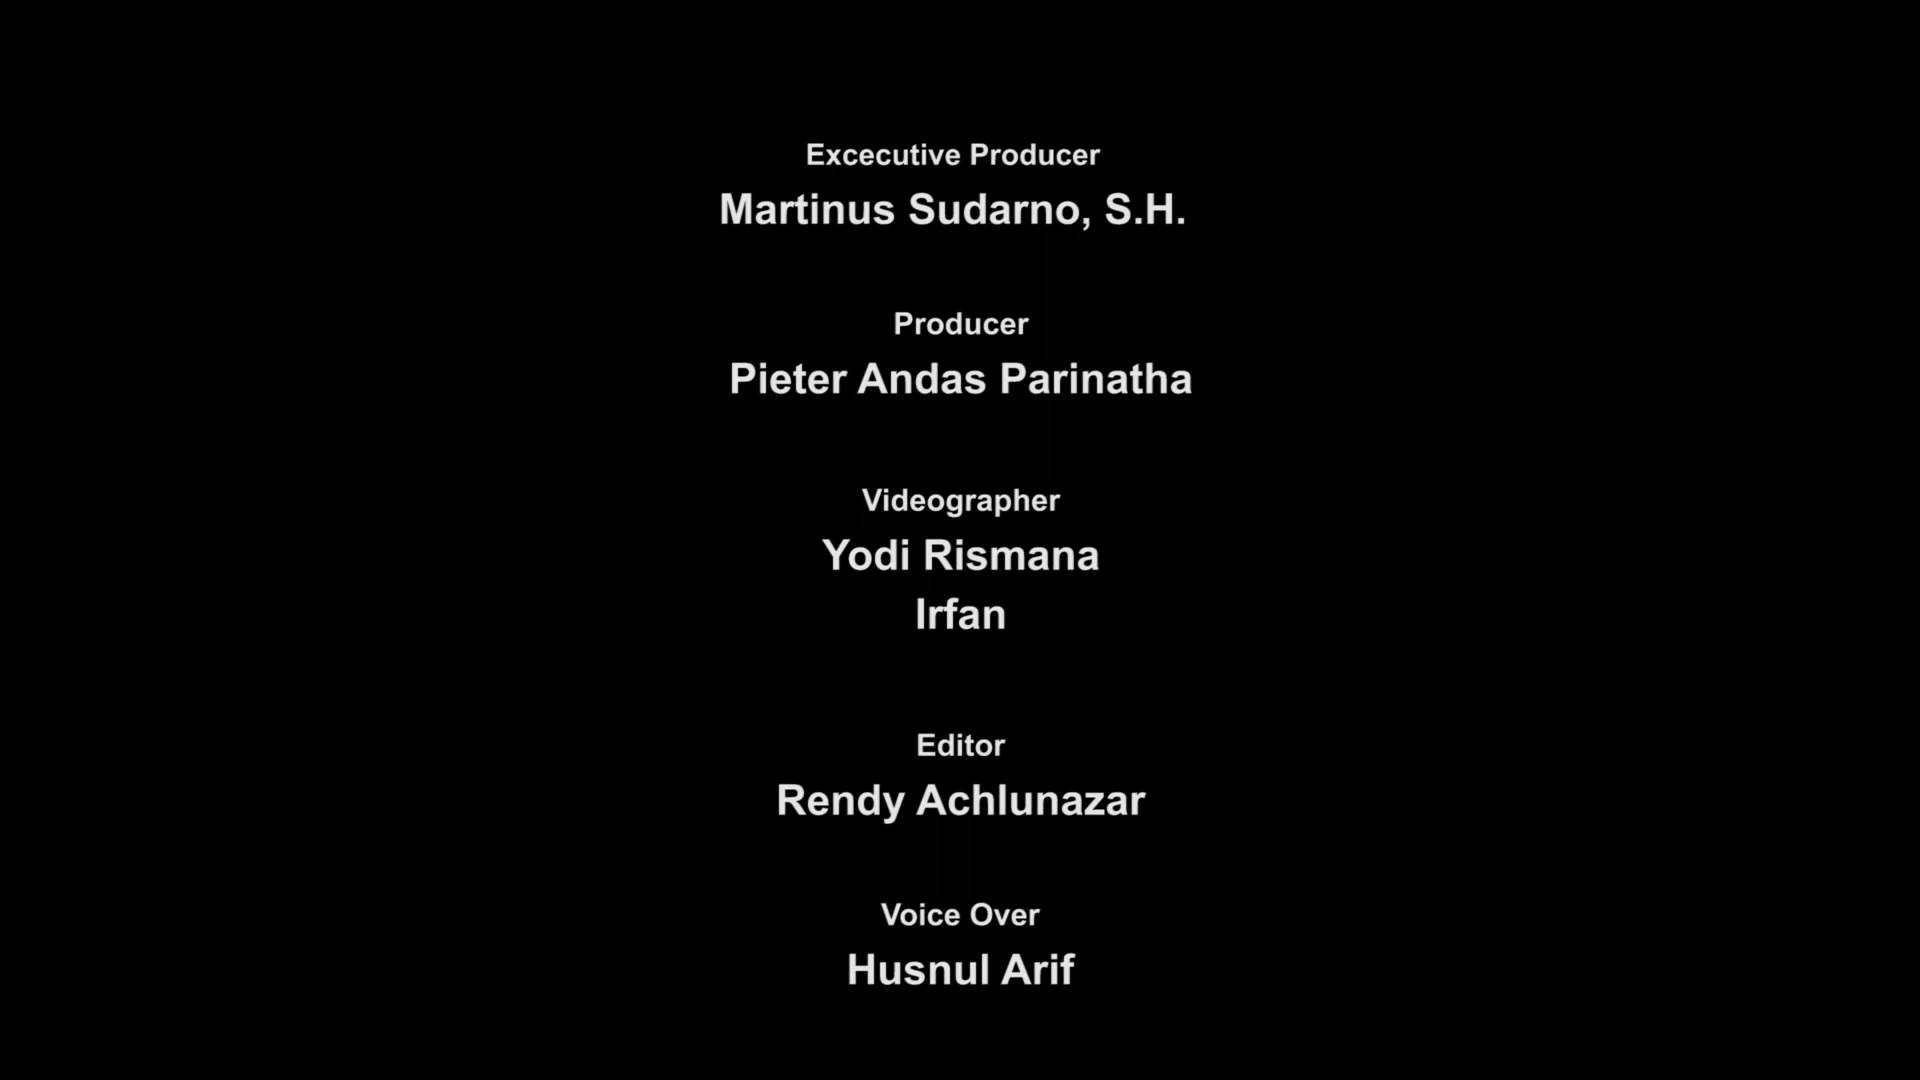 Excecutive Producer
Martinus Sudarno, S.H.
Producer
Pieter Andas Parinatha
Videographer
Yodi Rismana
Irfan
Editor
Rendy Achlunazar
Voice Over
Husnul Arif